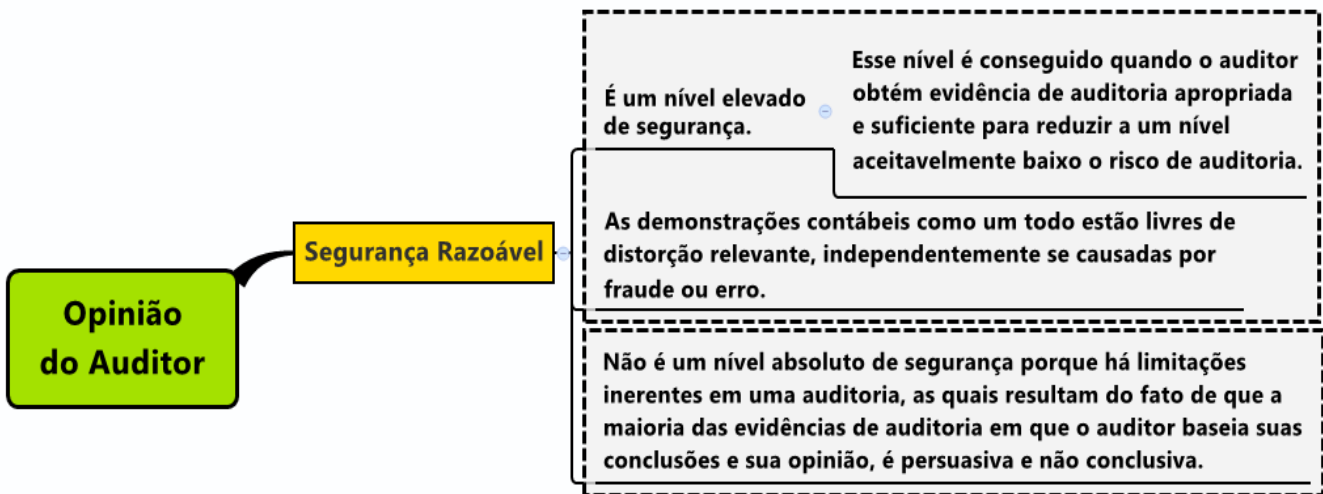 Opinião
do Auditor
Segurança Razoável
É um nível elevado
de segurança.
Esse nível é conseguido quando o auditor
obtém evidência de auditoria apropriada
e suficiente para reduzir a um nível
aceitavelmente baixo o risco de auditoria.
As demonstrações contábeis como um todo estão livres de
distorção relevante, independentemente se causadas por
fraude ou erro.
Não é um nível absoluto de segurança porque há limitações
inerentes em uma auditoria, as quais resultam do fato de que a
maioria das evidências de auditoria em que o auditor baseia suas
conclusões e sua opinião, é persuasiva e não conclusiva.